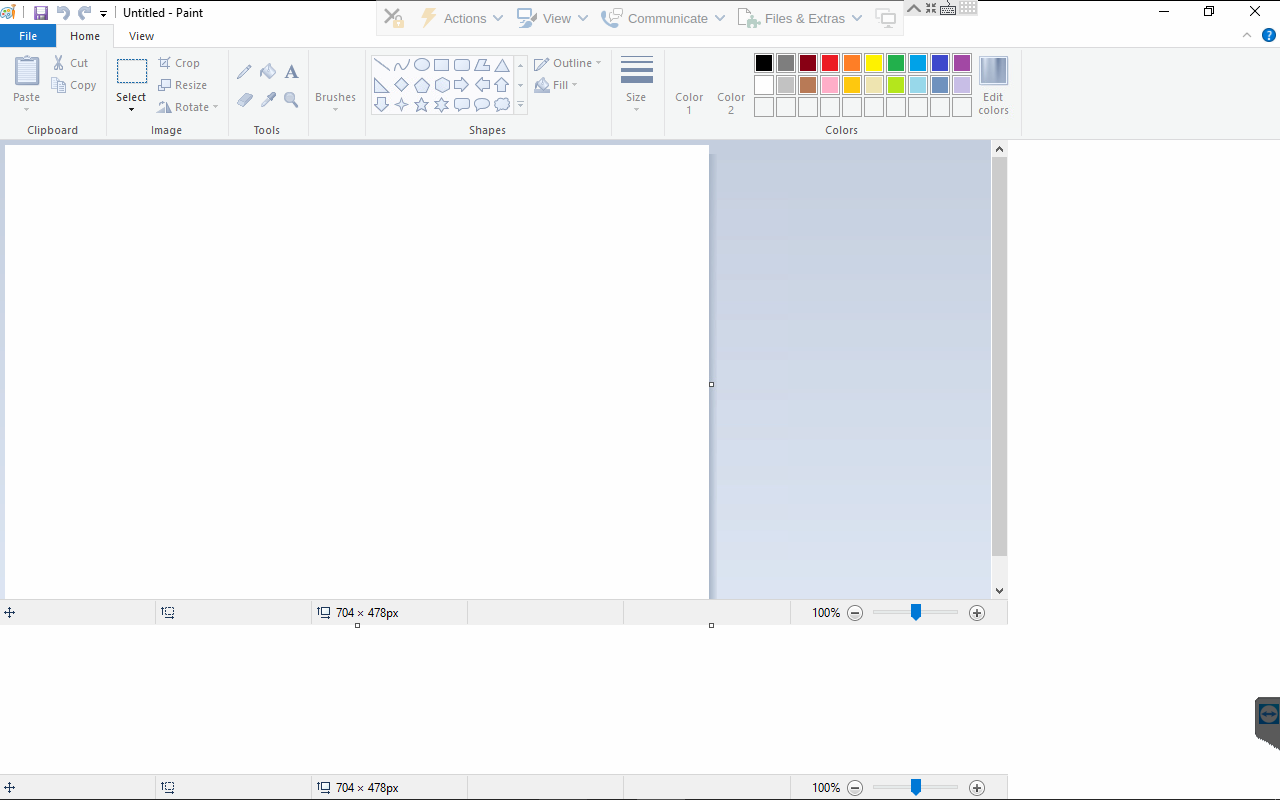 Untitled - Paint
Actions View Communicate Files & Extras
File Home View
Paste Cut Copy Select Crop Resize Rotate A Brushes Outline Fill Size Color 1 Color 2 Edit colors
Clipboard Image Tools Shapes Colors
704 × 478px 100%
704 × 478px 100%